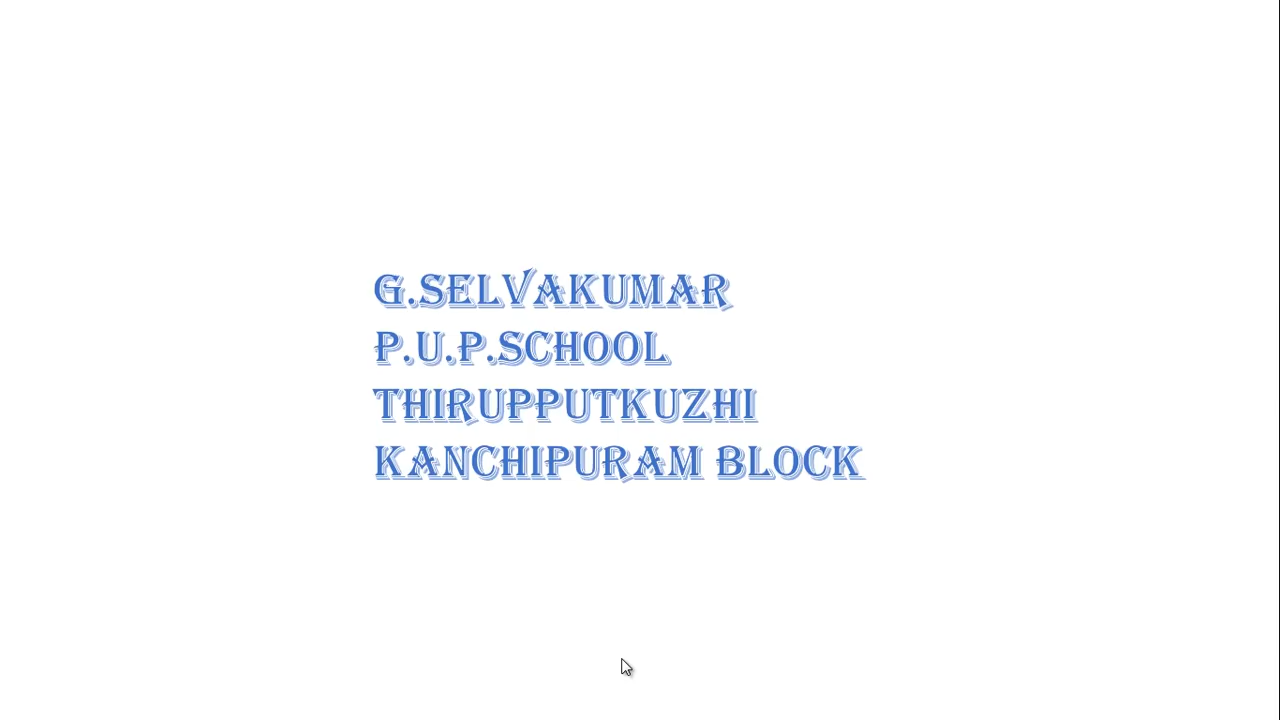 G.SELVAKUMAR
P.U.P.SCHOOL
THIRUPPUTKUZHI
KANCHIPURAM BLOCK